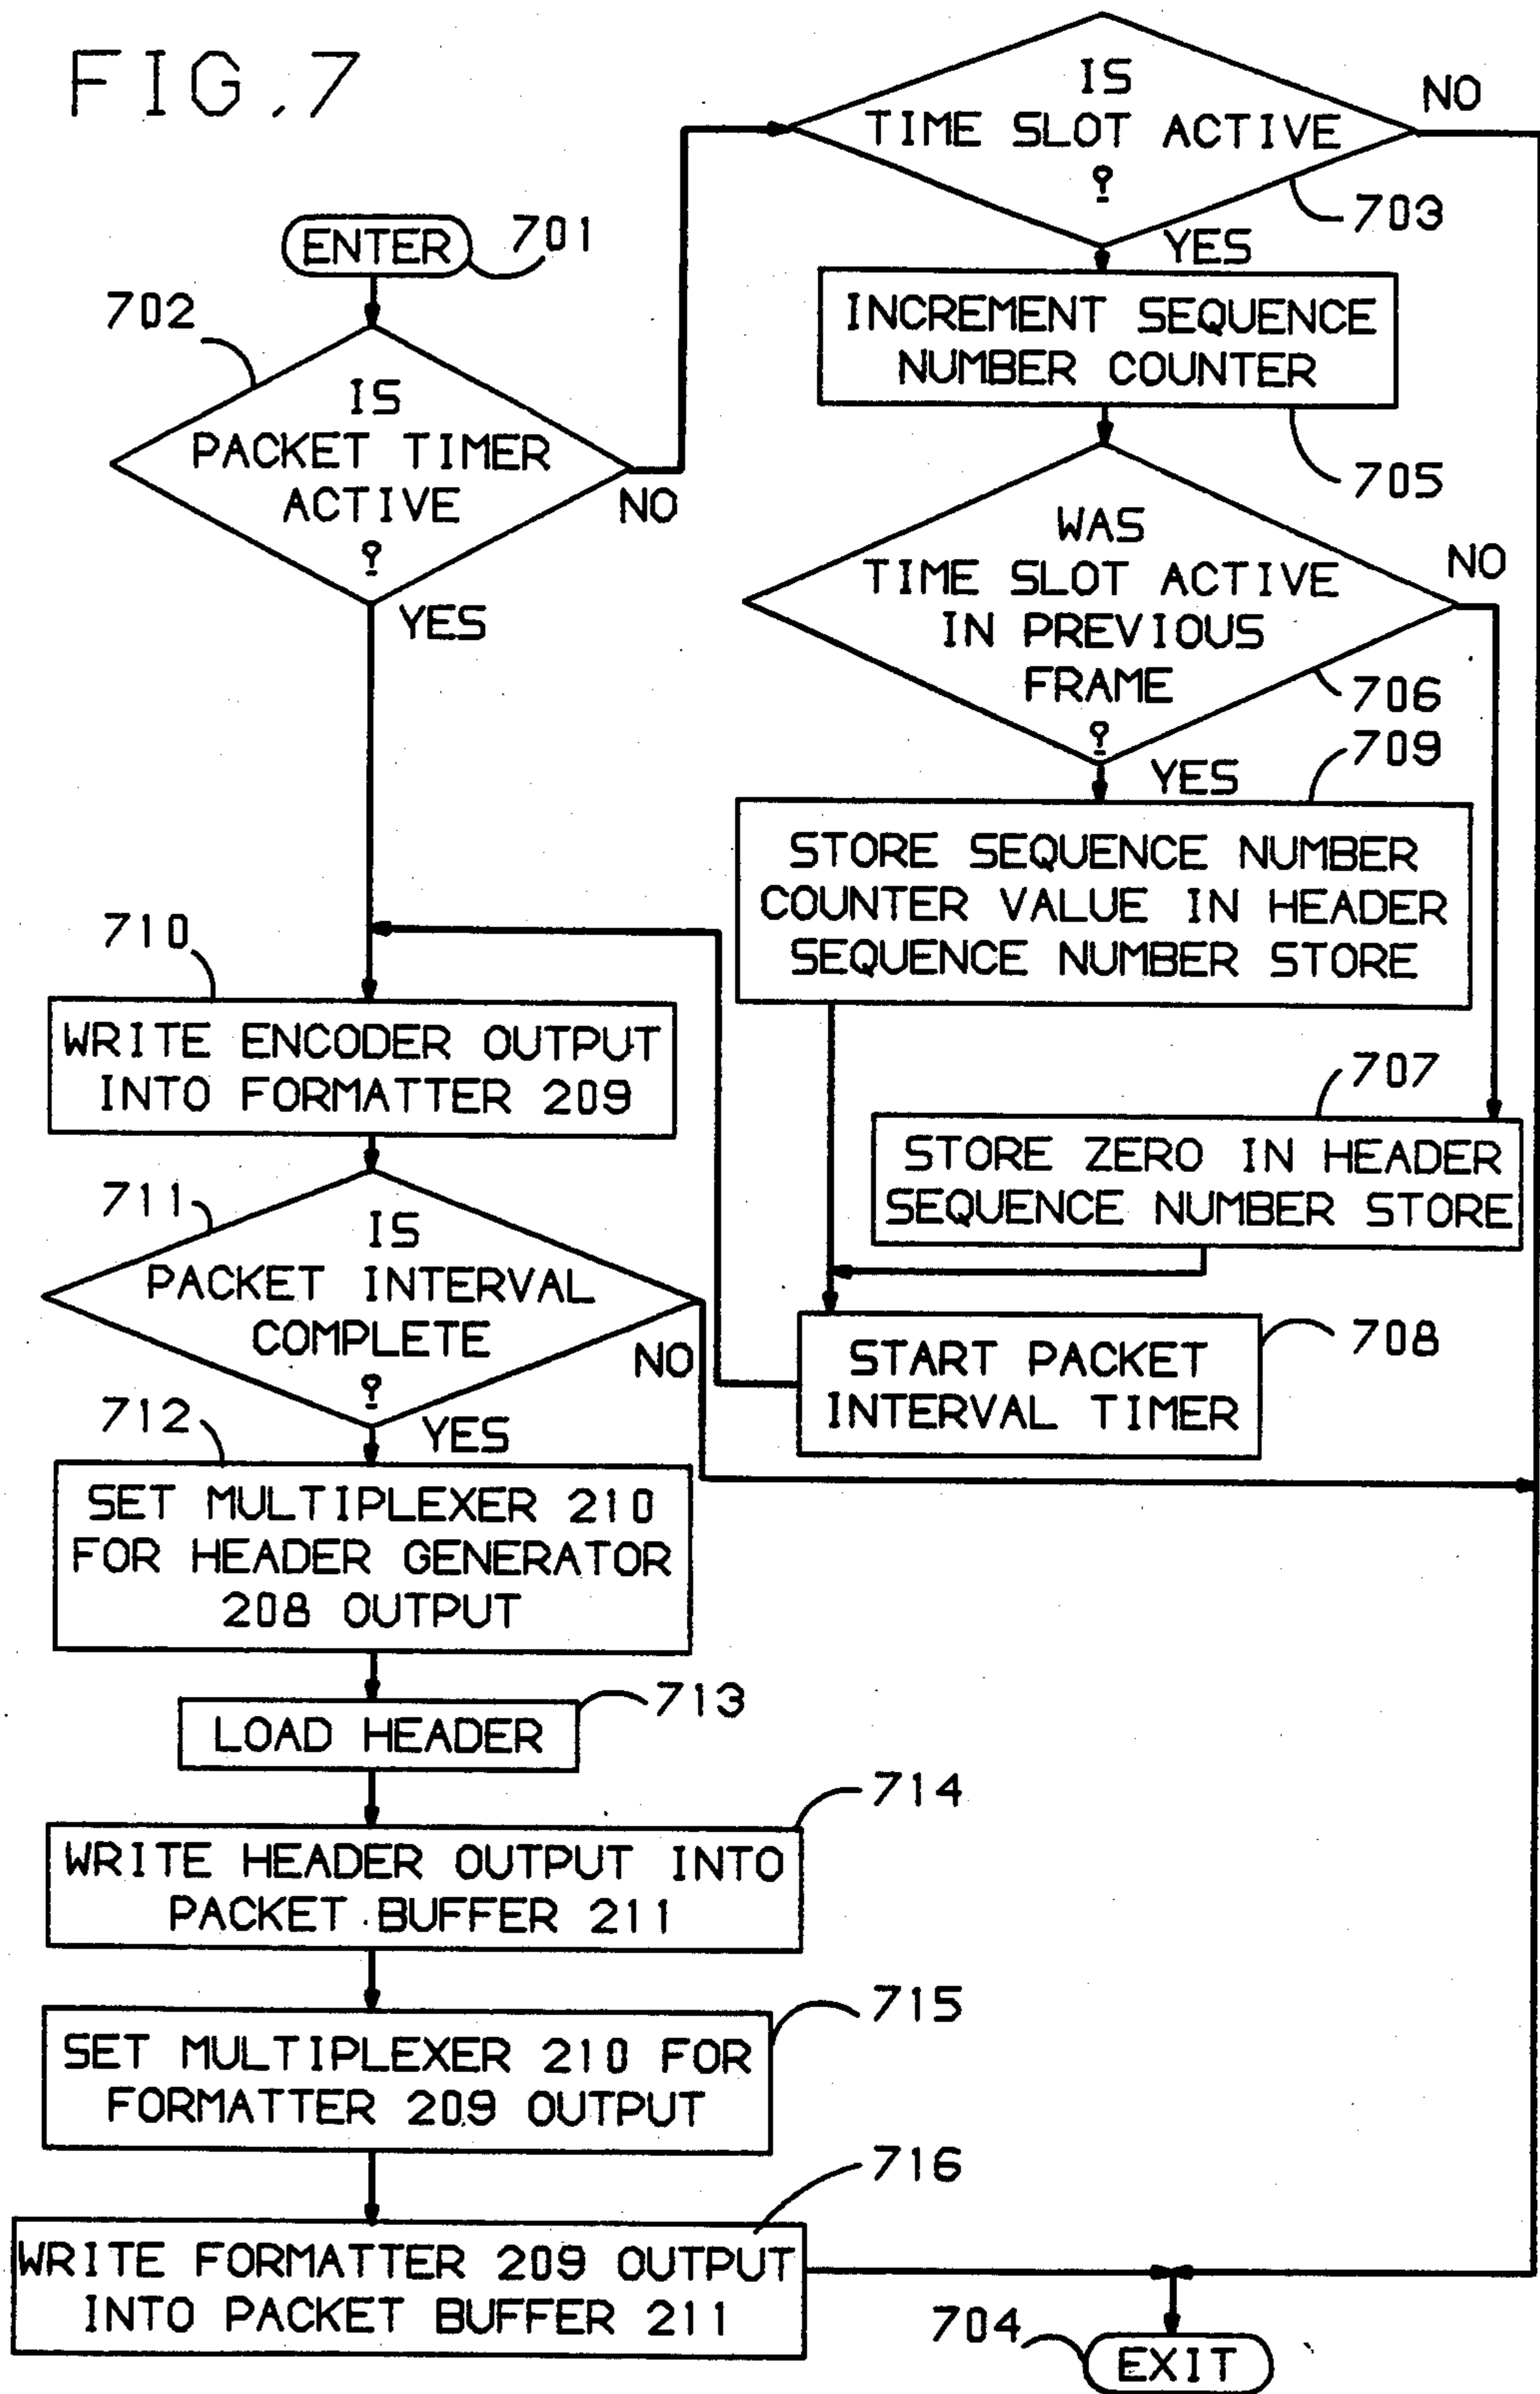 FIG.7
IS
TIME SLOT ACTIVE
?
NO
703
YES
ENTER
701
702
IS
PACKET TIMER
ACTIVE
?
NO
YES
INCREMENT SEQUENCE
NUMBER COUNTER
705
WAS
TIME SLOT ACTIVE
IN PREVIOUS
FRAME
?
NO
706
YES
709
STORE SEQUENCE NUMBER
COUNTER VALUE IN HEADER
SEQUENCE NUMBER STORE
707
STORE ZERO IN HEADER
SEQUENCE NUMBER STORE
708
START PACKET
INTERVAL TIMER
710
WRITE ENCODER OUTPUT
INTO FORMATTER 209
711
IS
PACKET INTERVAL
COMPLETE
?
NO
YES
712
SET MULTIPLEXER 210
FOR HEADER GENERATOR
208 OUTPUT
713
LOAD HEADER
714
WRITE HEADER OUTPUT INTO
PACKET BUFFER 211
715
SET MULTIPLEXER 210 FOR
FORMATTER 209 OUTPUT
716
WRITE FORMATTER 209 OUTPUT
INTO PACKET BUFFER 211
704
EXIT